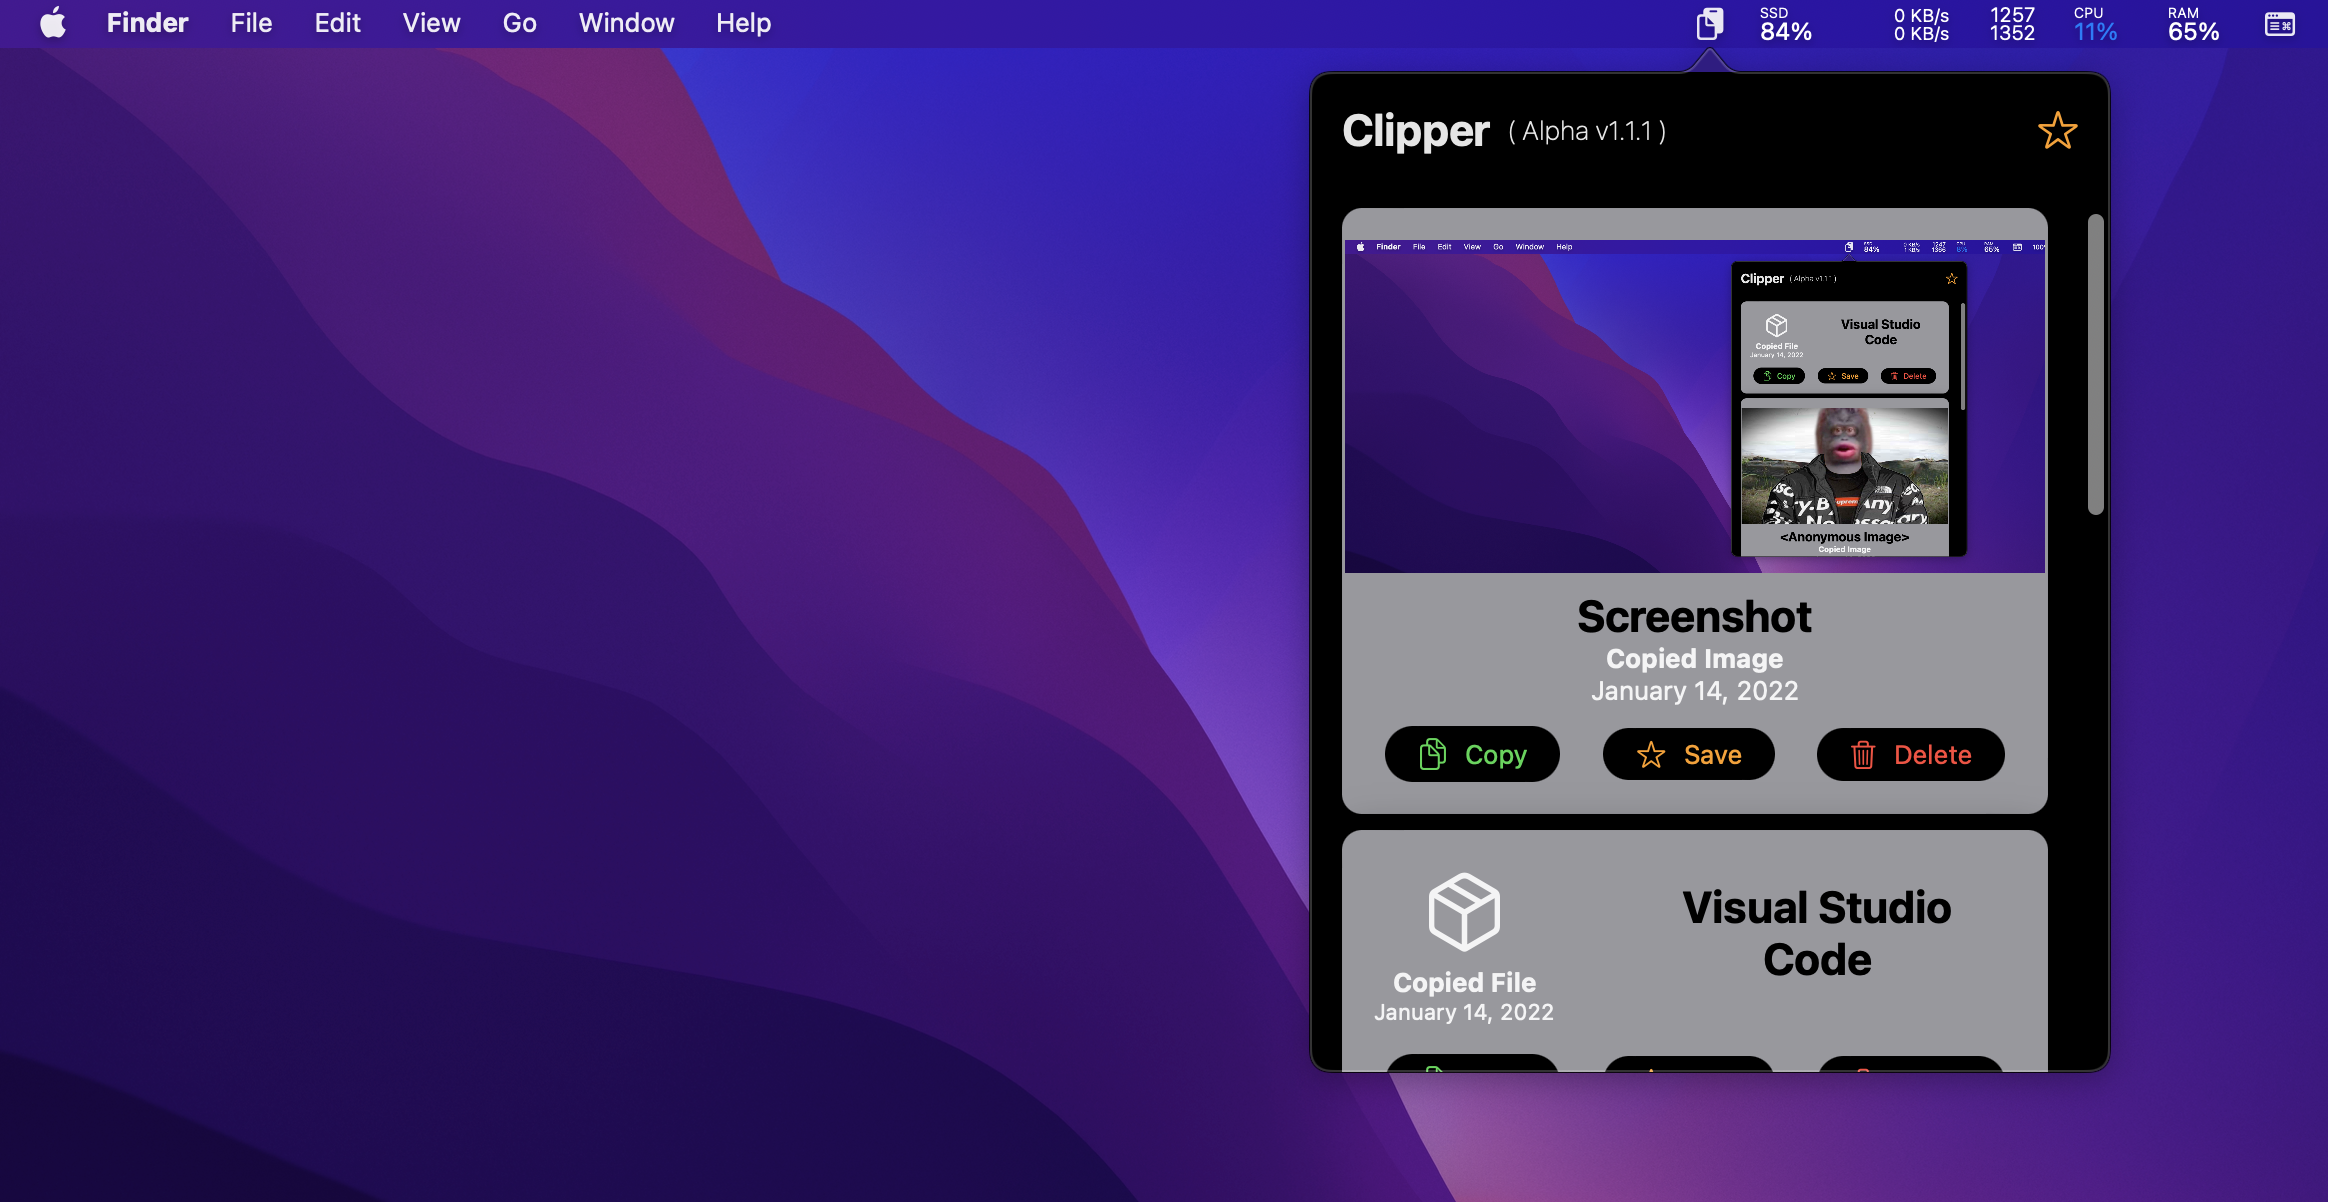 Finder File Edit View Go Window Help
SSD 0 KB/s 1257 CPU RAM
84% 0 KB/s 1352 11% 65%
Clipper ( Alpha v1.1.1 )
Finder File Edit View Go Window Help
84% 65% 100
Clipper ( Alpha v1.1.1 )
Visual Studio
Code
Copied File
January 14, 2022
Copy Save Delete
<Anonymous Image>
Copied Image
Screenshot
Copied Image
January 14, 2022
Copy Save Delete
Visual Studio
Code
Copied File
January 14, 2022